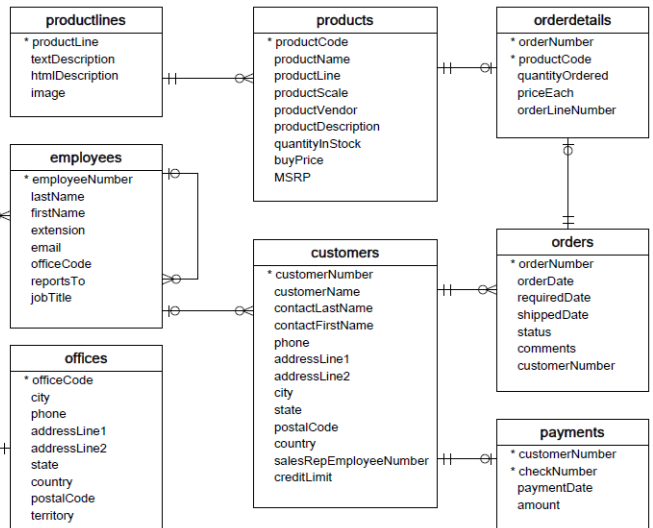 productlines
* productLine
textDescription
htmlDescription
image
products
* productCode
productName
productLine
productScale
productVendor
productDescription
quantityInStock
buyPrice
MSRP
orderdetails
* orderNumber
* productCode
quantityOrdered
priceEach
orderLineNumber
employees
* employeeNumber
lastName
firstName
extension
email
officeCode
reportsTo
jobTitle
customers
* customerNumber
customerName
contactLastName
contactFirstName
phone
addressLine1
addressLine2
city
state
postalCode
country
salesRepEmployeeNumber
creditLimit
orders
* orderNumber
orderDate
requiredDate
shippedDate
status
comments
customerNumber
offices
* officeCode
city
phone
addressLine1
addressLine2
state
country
postalCode
territory
payments
* customerNumber
* checkNumber
paymentDate
amount